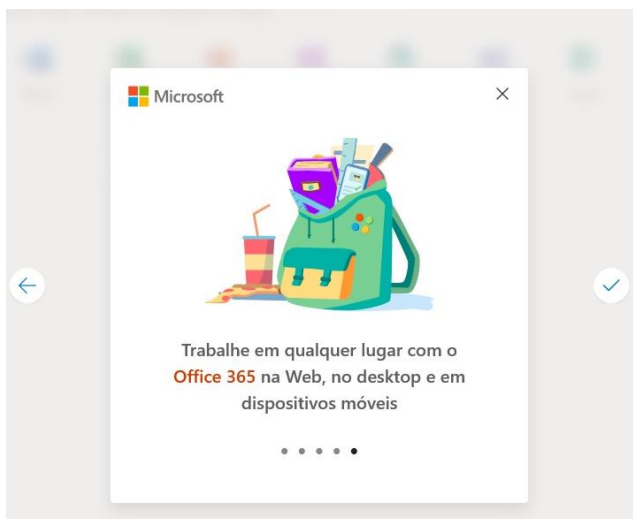 Microsoft
Trabalhe em qualquer lugar com o
Office 365 na Web, no desktop e em
dispositivos móveis